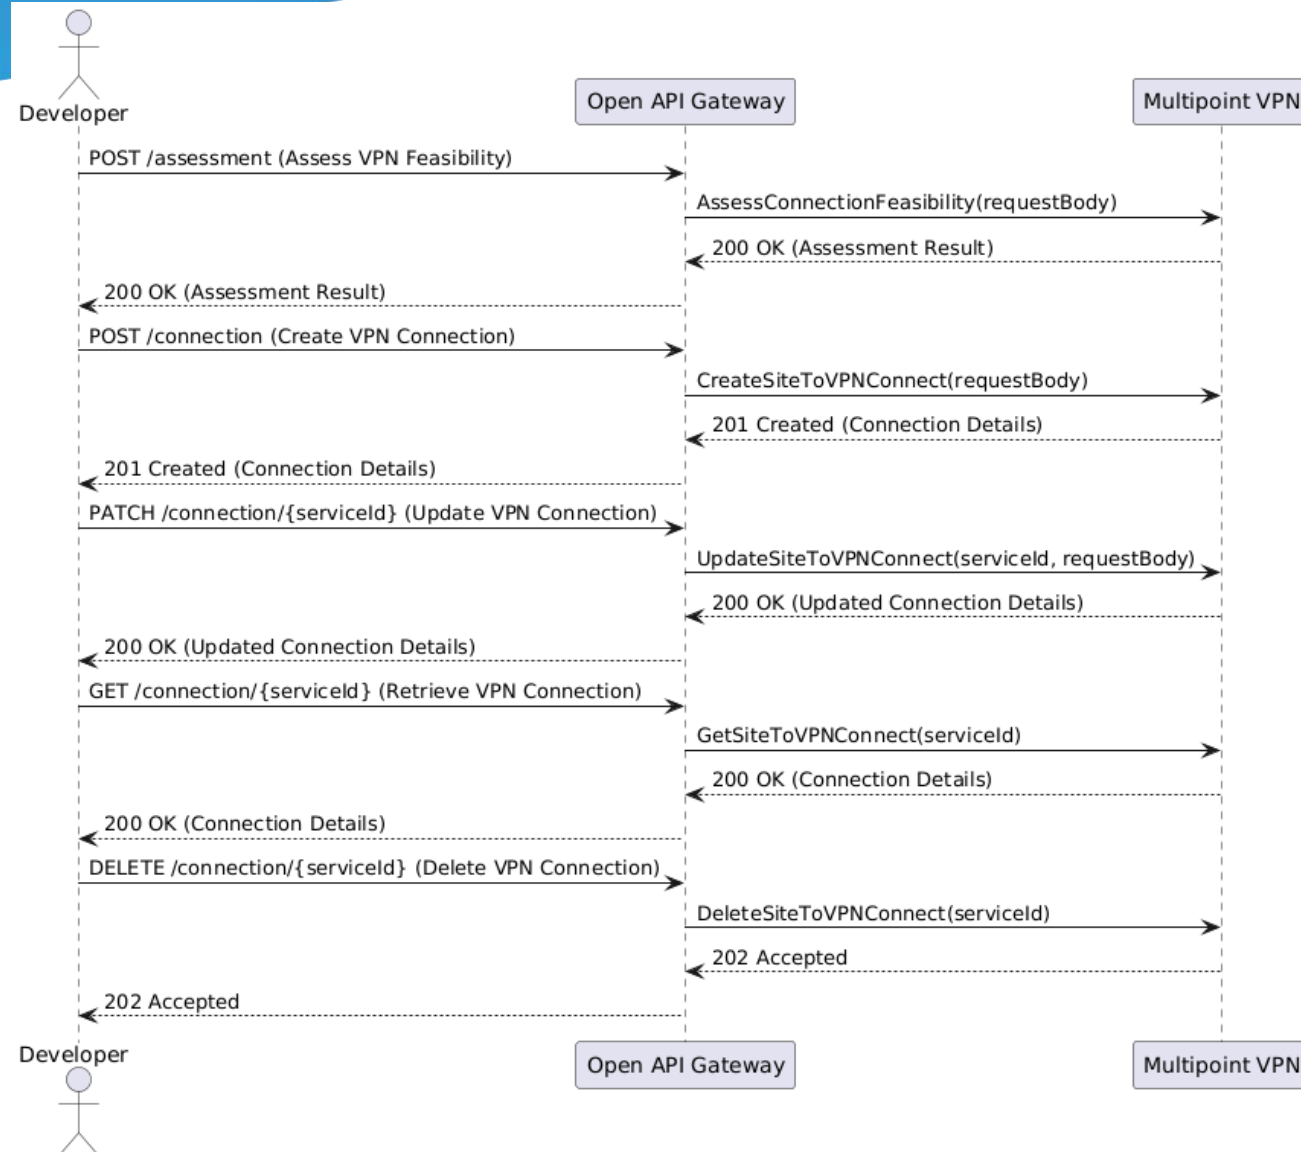 Developer
Open API Gateway
Multipoint VPN
POST /assessment (Assess VPN Feasibility)
AssessConnectionFeasibility(requestBody)
200 OK (Assessment Result)
200 OK (Assessment Result)
POST /connection (Create VPN Connection)
CreateSiteToVPNConnect(requestBody)
201 Created (Connection Details)
201 Created (Connection Details)
PATCH /connection/{serviceId} (Update VPN Connection)
UpdateSiteToVPNConnect(serviceId, requestBody)
200 OK (Updated Connection Details)
200 OK (Updated Connection Details)
GET /connection/{serviceId} (Retrieve VPN Connection)
GetSiteToVPNConnect(serviceId)
200 OK (Connection Details)
200 OK (Connection Details)
DELETE /connection/{serviceId} (Delete VPN Connection)
DeleteSiteToVPNConnect(serviceId)
202 Accepted
202 Accepted
Developer
Open API Gateway
Multipoint VPN